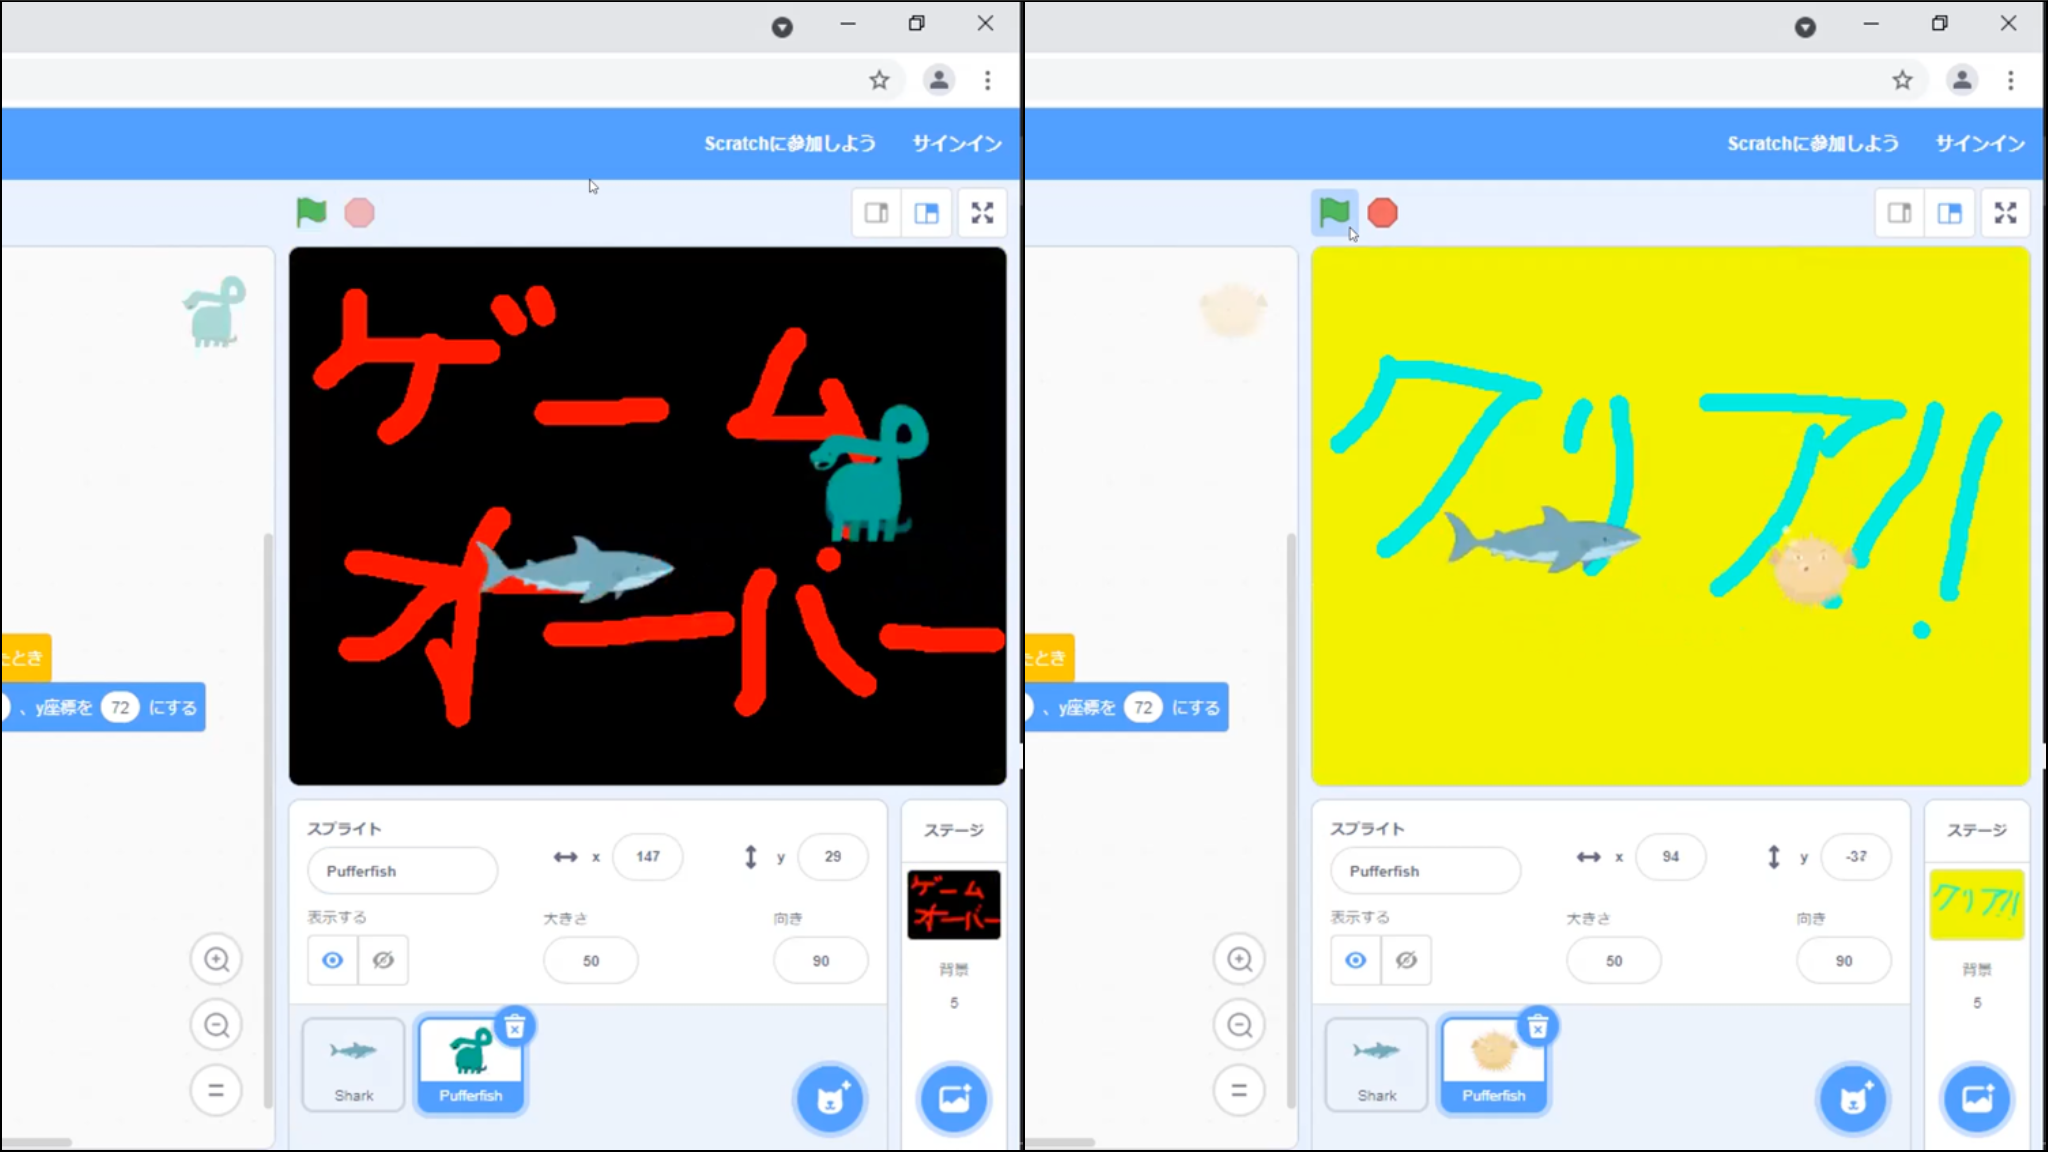 Scratchに参加しよう サインイン
ゲーム
オーバー
たとき
、y座標を 72 にする
スプライト
Pufferfish
x 147
y 29
表示する
大きさ 50
向き 90
Shark
Pufferfish
ステージ
ゲーム
オーバー
背景
5
Scratchに参加しよう サインイン
クリア!!
たとき
、y座標を 72 にする
スプライト
Pufferfish
x 94
y -37
表示する
大きさ 50
向き 90
Shark
Pufferfish
ステージ
クリア!!
背景
5